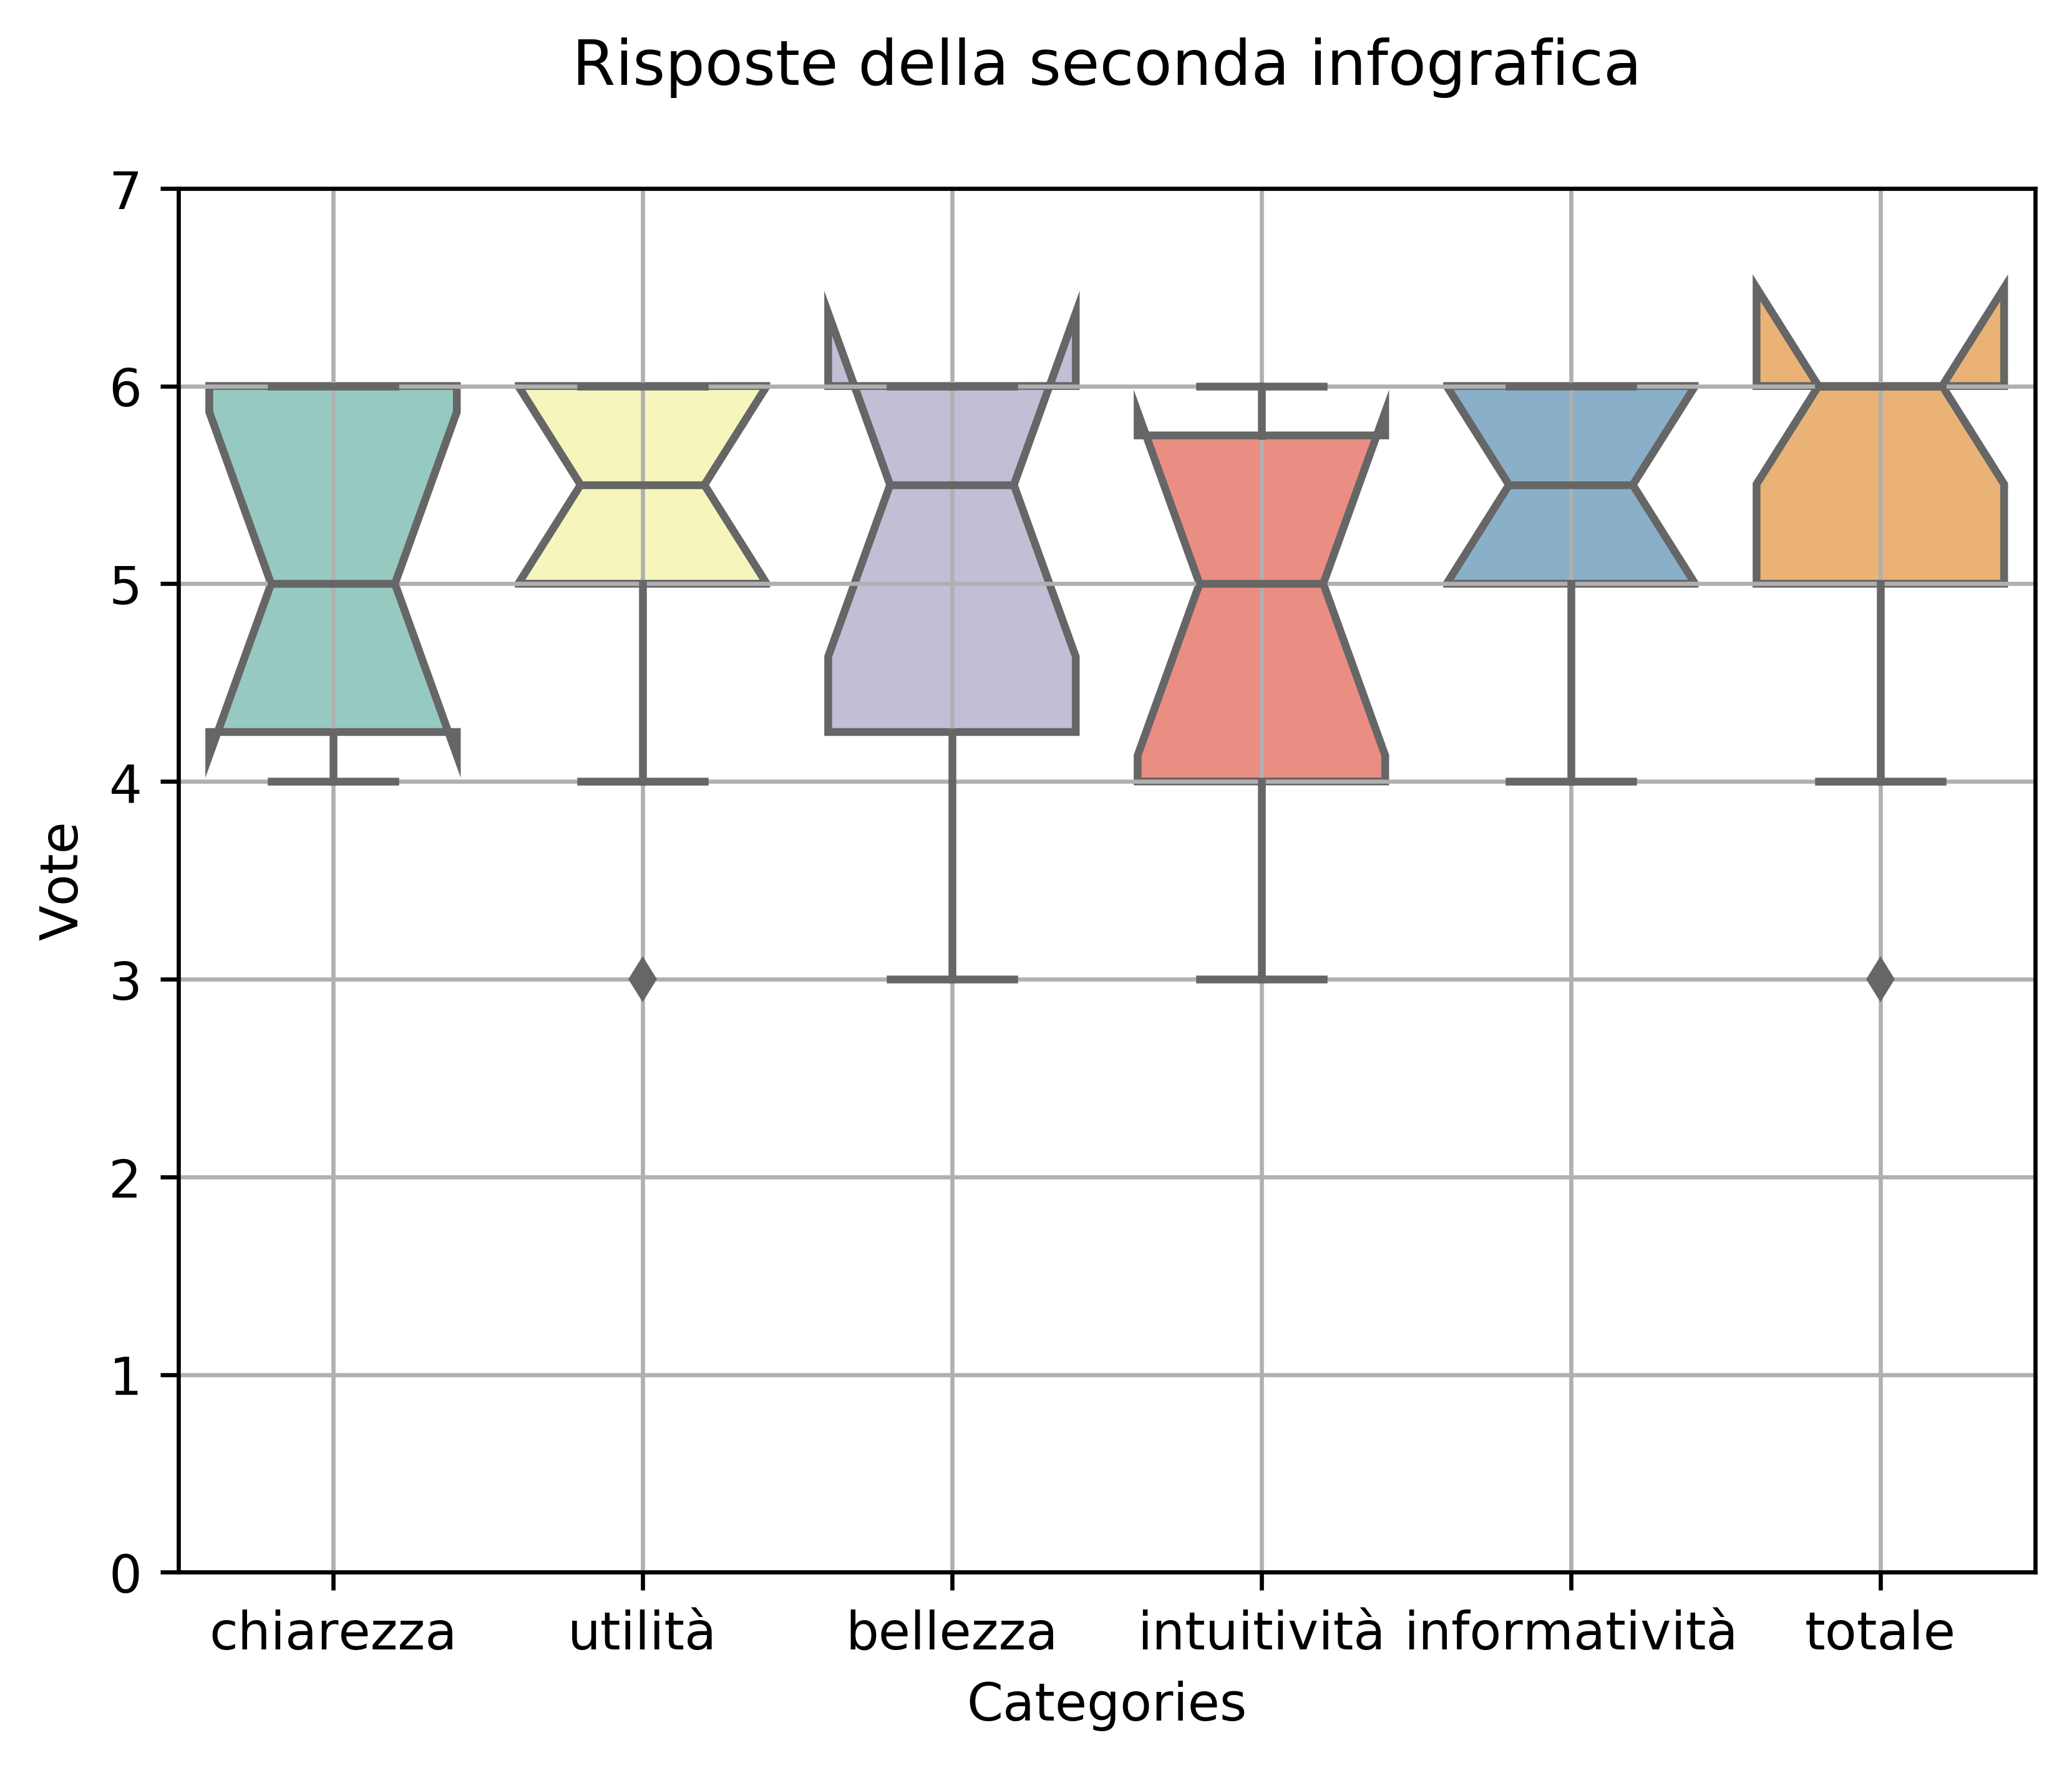 Risposte della seconda infografica
7
6
5
4
3
2
1
0
Vote
chiarezza utilità bellezza intuitività informatività totale
Categories